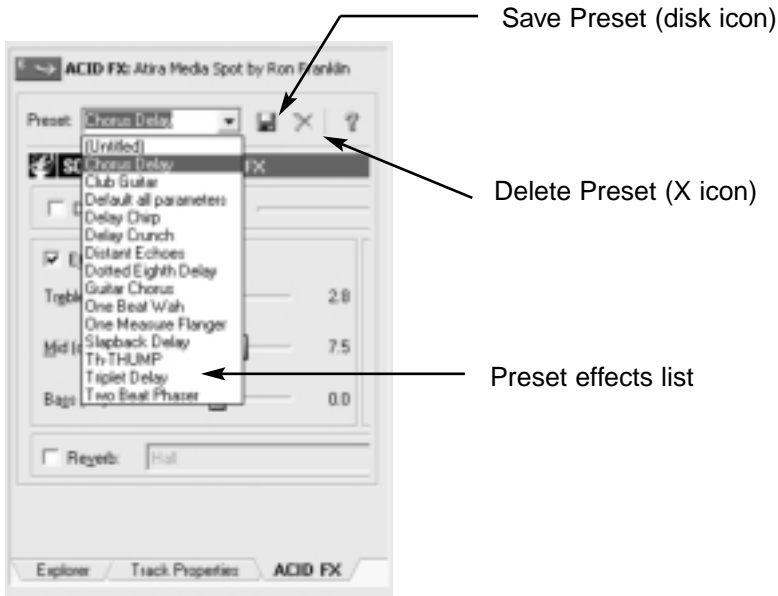 Save Preset (disk icon)
ACID FX: Atira Media Spot by Ron Franklin
Preset: Chorus Delay
(Untitled)
Chorus Delay
Club Guitar
Default all parameters
Delay Chirp
Delay Crunch
Distant Echoes
Dotted Eighth Delay
Guitar Chorus
One Beat Wah
One Measure Flanger
Slapback Delay
Th-THUMP
Triplet Delay
Two Beat Phaser
FX
Delete Preset (X icon)
2.8
Mid
7.5
Preset effects list
0.0
Reverb: Hall
Explorer Track Properties ACID FX